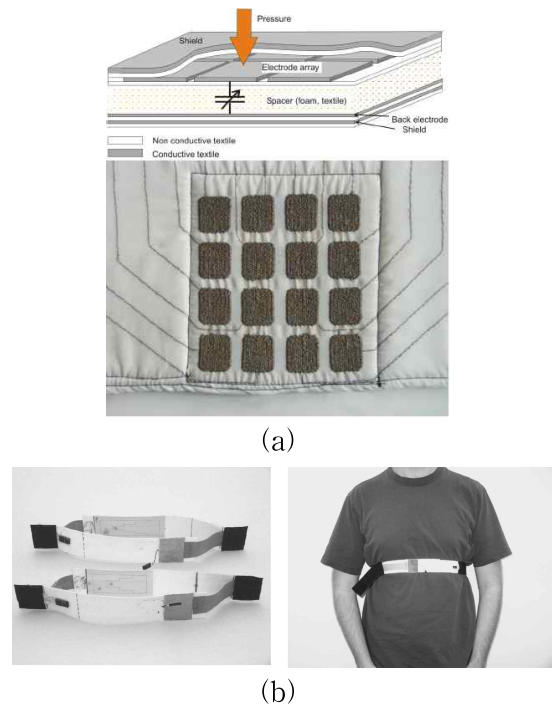 Pressure
Shield
Electrode array
Spacer (foam, textile)
Back electrode
Shield
Non conductive textile
Conductive textile
(a)
(b)